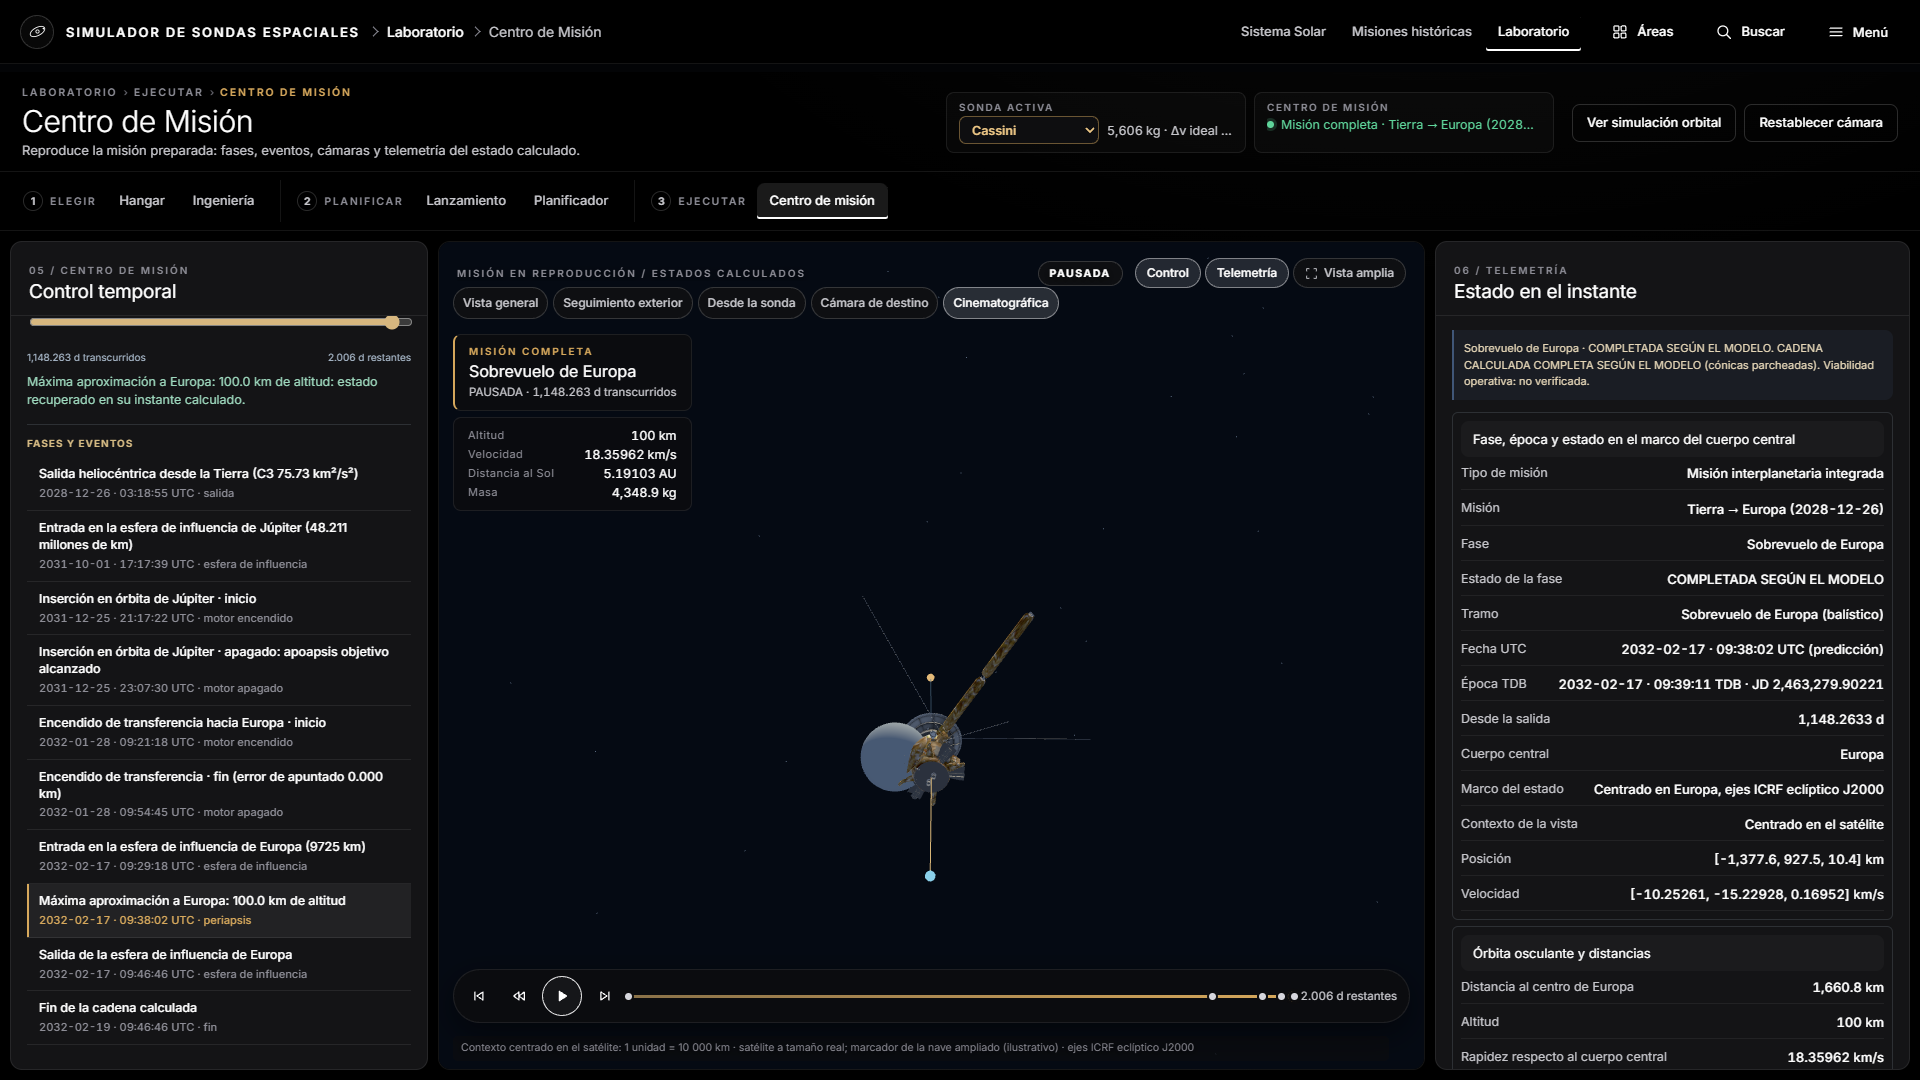 SIMULADOR DE SONDAS ESPACIALES
Laboratorio
Centro de Misión
Sistema Solar
Misiones históricas
Laboratorio
Áreas
Buscar
Menú
LABORATORIO › EJECUTAR › CENTRO DE MISIÓN
Centro de Misión
Reproduce la misión preparada: fases, eventos, cámaras y telemetría del estado calculado.
SONDA ACTIVA
Cassini
5,606 kg · Δv ideal ...
CENTRO DE MISIÓN
Misión completa · Tierra → Europa (2028...
Ver simulación orbital
Restablecer cámara
1 ELEGIR
Hangar
Ingeniería
2 PLANIFICAR
Lanzamiento
Planificador
3 EJECUTAR
Centro de misión
05 / CENTRO DE MISIÓN
Control temporal
1,148.263 d transcurridos
2.006 d restantes
Máxima aproximación a Europa: 100.0 km de altitud: estado
recuperado en su instante calculado.
FASES Y EVENTOS
Salida heliocéntrica desde la Tierra (C3 75.73 km²/s²)
2028-12-26 · 03:18:55 UTC · salida
Entrada en la esfera de influencia de Júpiter (48.211
millones de km)
2031-10-01 · 17:17:39 UTC · esfera de influencia
Inserción en órbita de Júpiter · inicio
2031-12-25 · 21:17:22 UTC · motor encendido
Inserción en órbita de Júpiter · apagado: apoapsis objetivo
alcanzado
2031-12-25 · 23:07:30 UTC · motor apagado
Encendido de transferencia hacia Europa · inicio
2032-01-28 · 09:21:18 UTC · motor encendido
Encendido de transferencia · fin (error de apuntado 0.000
km)
2032-01-28 · 09:54:45 UTC · motor apagado
Entrada en la esfera de influencia de Europa (9725 km)
2032-02-17 · 09:29:18 UTC · esfera de influencia
Máxima aproximación a Europa: 100.0 km de altitud
2032-02-17 · 09:38:02 UTC · periapsis
Salida de la esfera de influencia de Europa
2032-02-17 · 09:46:46 UTC · esfera de influencia
Fin de la cadena calculada
2032-02-19 · 09:46:46 UTC · fin
MISIÓN EN REPRODUCCIÓN / ESTADOS CALCULADOS
PAUSADA
Control
Telemetría
Vista amplia
Vista general
Seguimiento exterior
Desde la sonda
Cámara de destino
Cinematográfica
MISIÓN COMPLETA
Sobrevuelo de Europa
PAUSADA · 1,148.263 d transcurridos
Altitud 100 km
Velocidad 18.35962 km/s
Distancia al Sol 5.19103 AU
Masa 4,348.9 kg
2.006 d restantes
Contexto centrado en el satélite: 1 unidad = 10 000 km · satélite a tamaño real; marcador de la nave ampliado (ilustrativo) · ejes ICRF eclíptico J2000
06 / TELEMETRÍA
Estado en el instante
Sobrevuelo de Europa · COMPLETADA SEGÚN EL MODELO. CADENA
CALCULADA COMPLETA SEGÚN EL MODELO (cónicas parcheadas). Viabilidad
operativa: no verificada.
Fase, época y estado en el marco del cuerpo central
Tipo de misión Misión interplanetaria integrada
Misión Tierra → Europa (2028-12-26)
Fase Sobrevuelo de Europa
Estado de la fase COMPLETADA SEGÚN EL MODELO
Tramo Sobrevuelo de Europa (balístico)
Fecha UTC 2032-02-17 · 09:38:02 UTC (predicción)
Época TDB 2032-02-17 · 09:39:11 TDB · JD 2,463,279.90221
Desde la salida 1,148.2633 d
Cuerpo central Europa
Marco del estado Centrado en Europa, ejes ICRF eclíptico J2000
Contexto de la vista Centrado en el satélite
Posición [-1,377.6, 927.5, 10.4] km
Velocidad [-10.25261, -15.22928, 0.16952] km/s
Órbita osculante y distancias
Distancia al centro de Europa 1,660.8 km
Altitud 100 km
Rapidez respecto al cuerpo central 18.35962 km/s